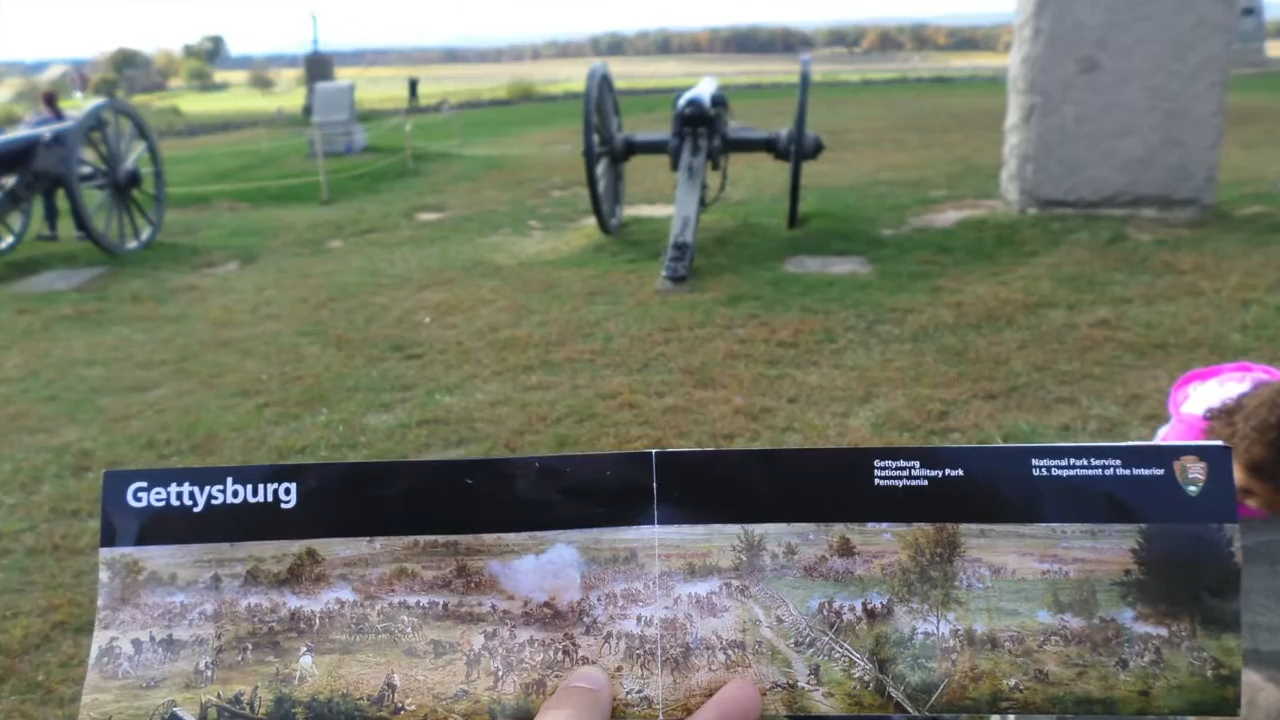 Gettysburg
Gettysburg
National Military Park
Pennsylvania
National Park Service
U.S. Department of the Interior